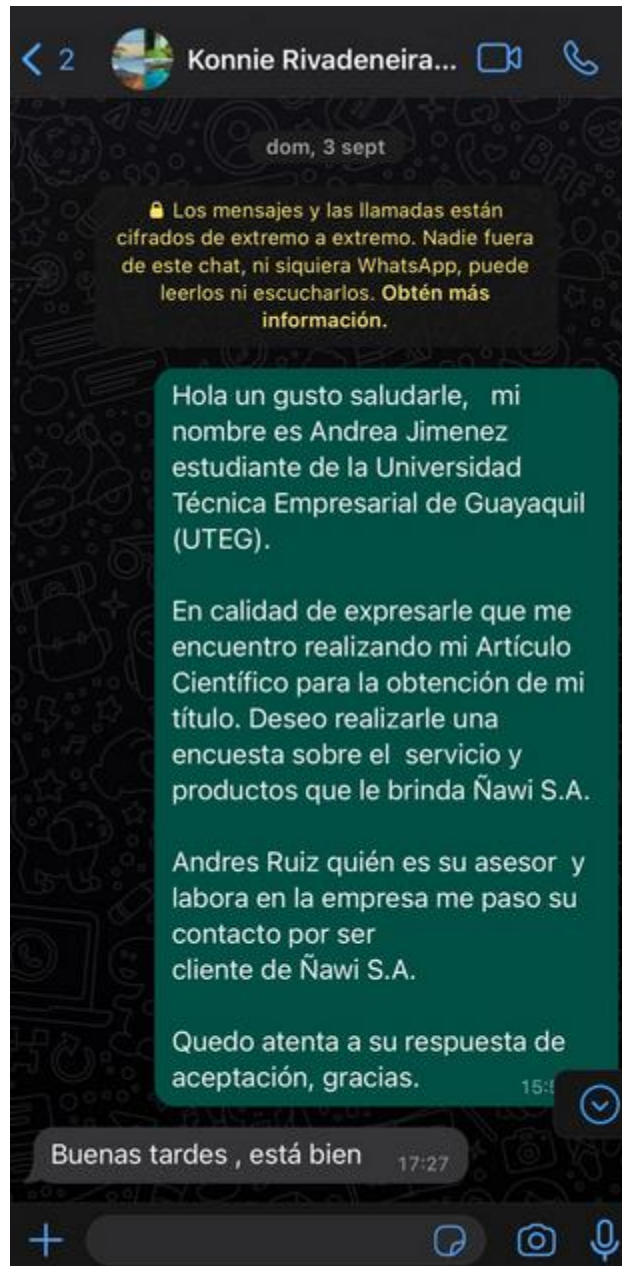 2
Konnie Rivadeneira...
dom, 3 sept
Los mensajes y las llamadas están
cifrados de extremo a extremo. Nadie fuera
de este chat, ni siquiera WhatsApp, puede
leerlos ni escucharlos. Obtén más
información.
Hola un gusto saludarle, mi
nombre es Andrea Jimenez
estudiante de la Universidad
Técnica Empresarial de Guayaquil
(UTEG).
En calidad de expresarle que me
encuentro realizando mi Artículo
Científico para la obtención de mi
título. Deseo realizarle una
encuesta sobre el servicio y
productos que le brinda Ñawi S.A.
Andres Ruiz quién es su asesor y
labora en la empresa me paso su
contacto por ser
cliente de Ñawi S.A.
Quedo atenta a su respuesta de
aceptación, gracias.
Buenas tardes , está bien 17:27